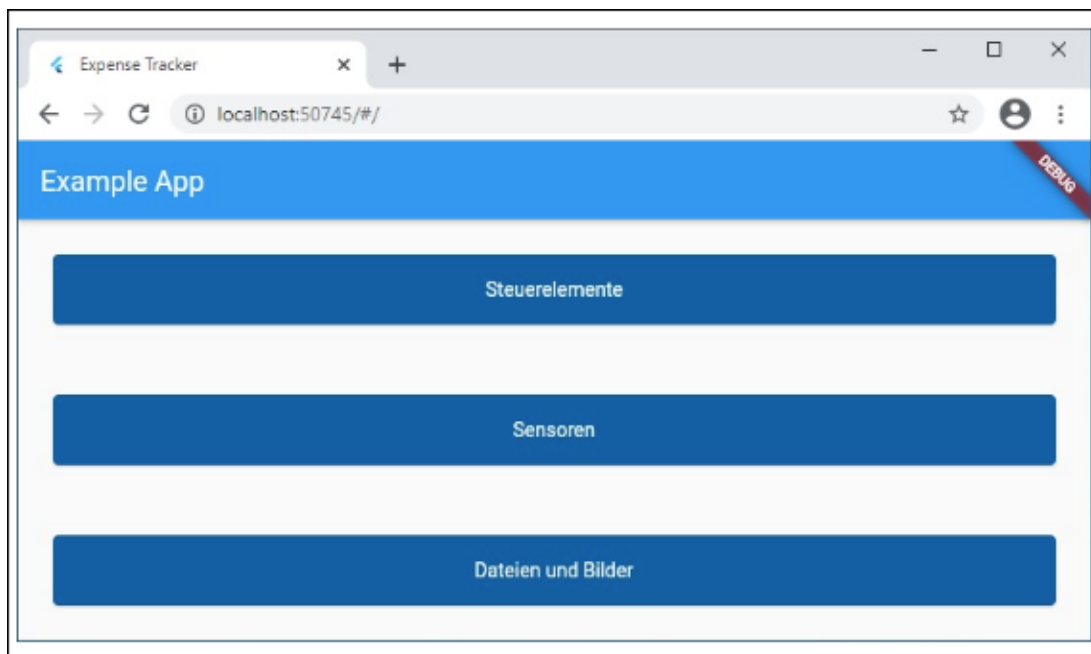 Expense Tracker
localhost:50745/#/
Example App
DEBUG
Steuerelemente
Sensoren
Dateien und Bilder